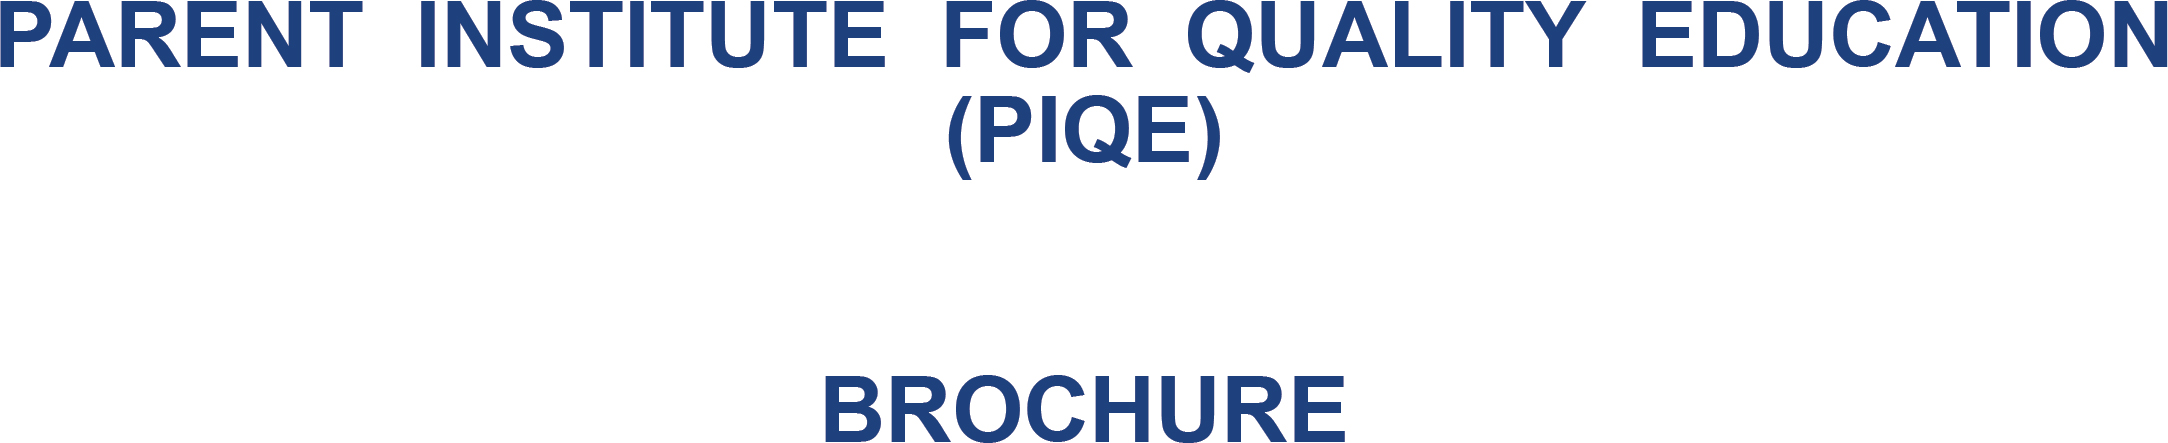 PARENT INSTITUTE FOR QUALITY EDUCATION
(PIQE)
BROCHURE